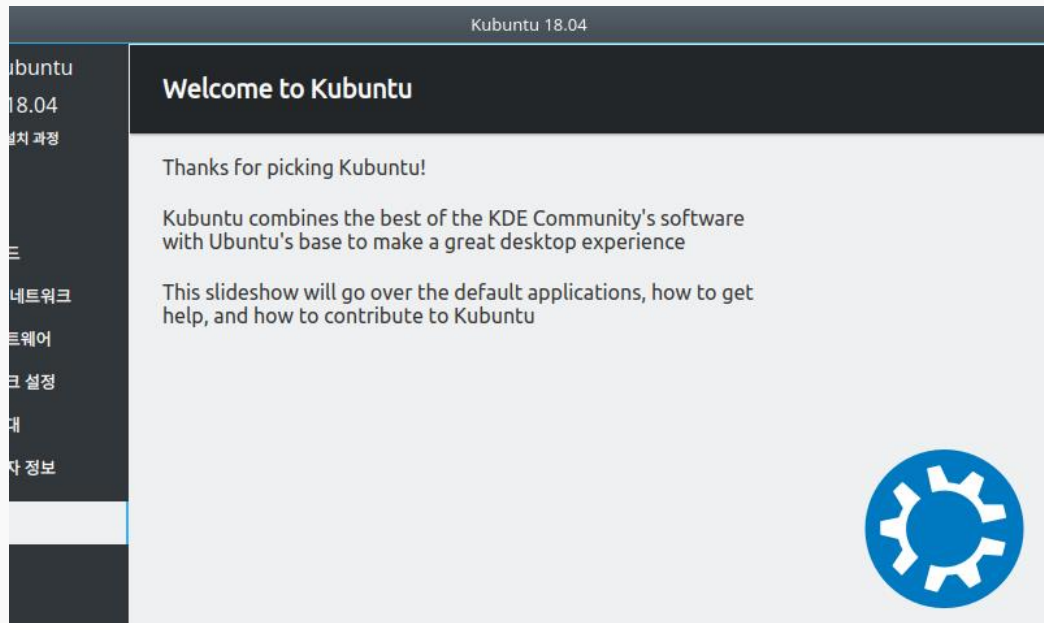 Kubuntu 18.04
ubuntu
18.04
설치 과정
네트워크
트웨어
크 설정
대
자 정보
Welcome to Kubuntu
Thanks for picking Kubuntu!
Kubuntu combines the best of the KDE Community's software
with Ubuntu's base to make a great desktop experience
This slideshow will go over the default applications, how to get
help, and how to contribute to Kubuntu